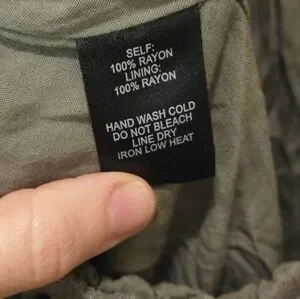 SELF:
100% RAYON
LINING:
100% RAYON
HAND WASH COLD
DO NOT BLEACH
LINE DRY
IRON LOW HEAT